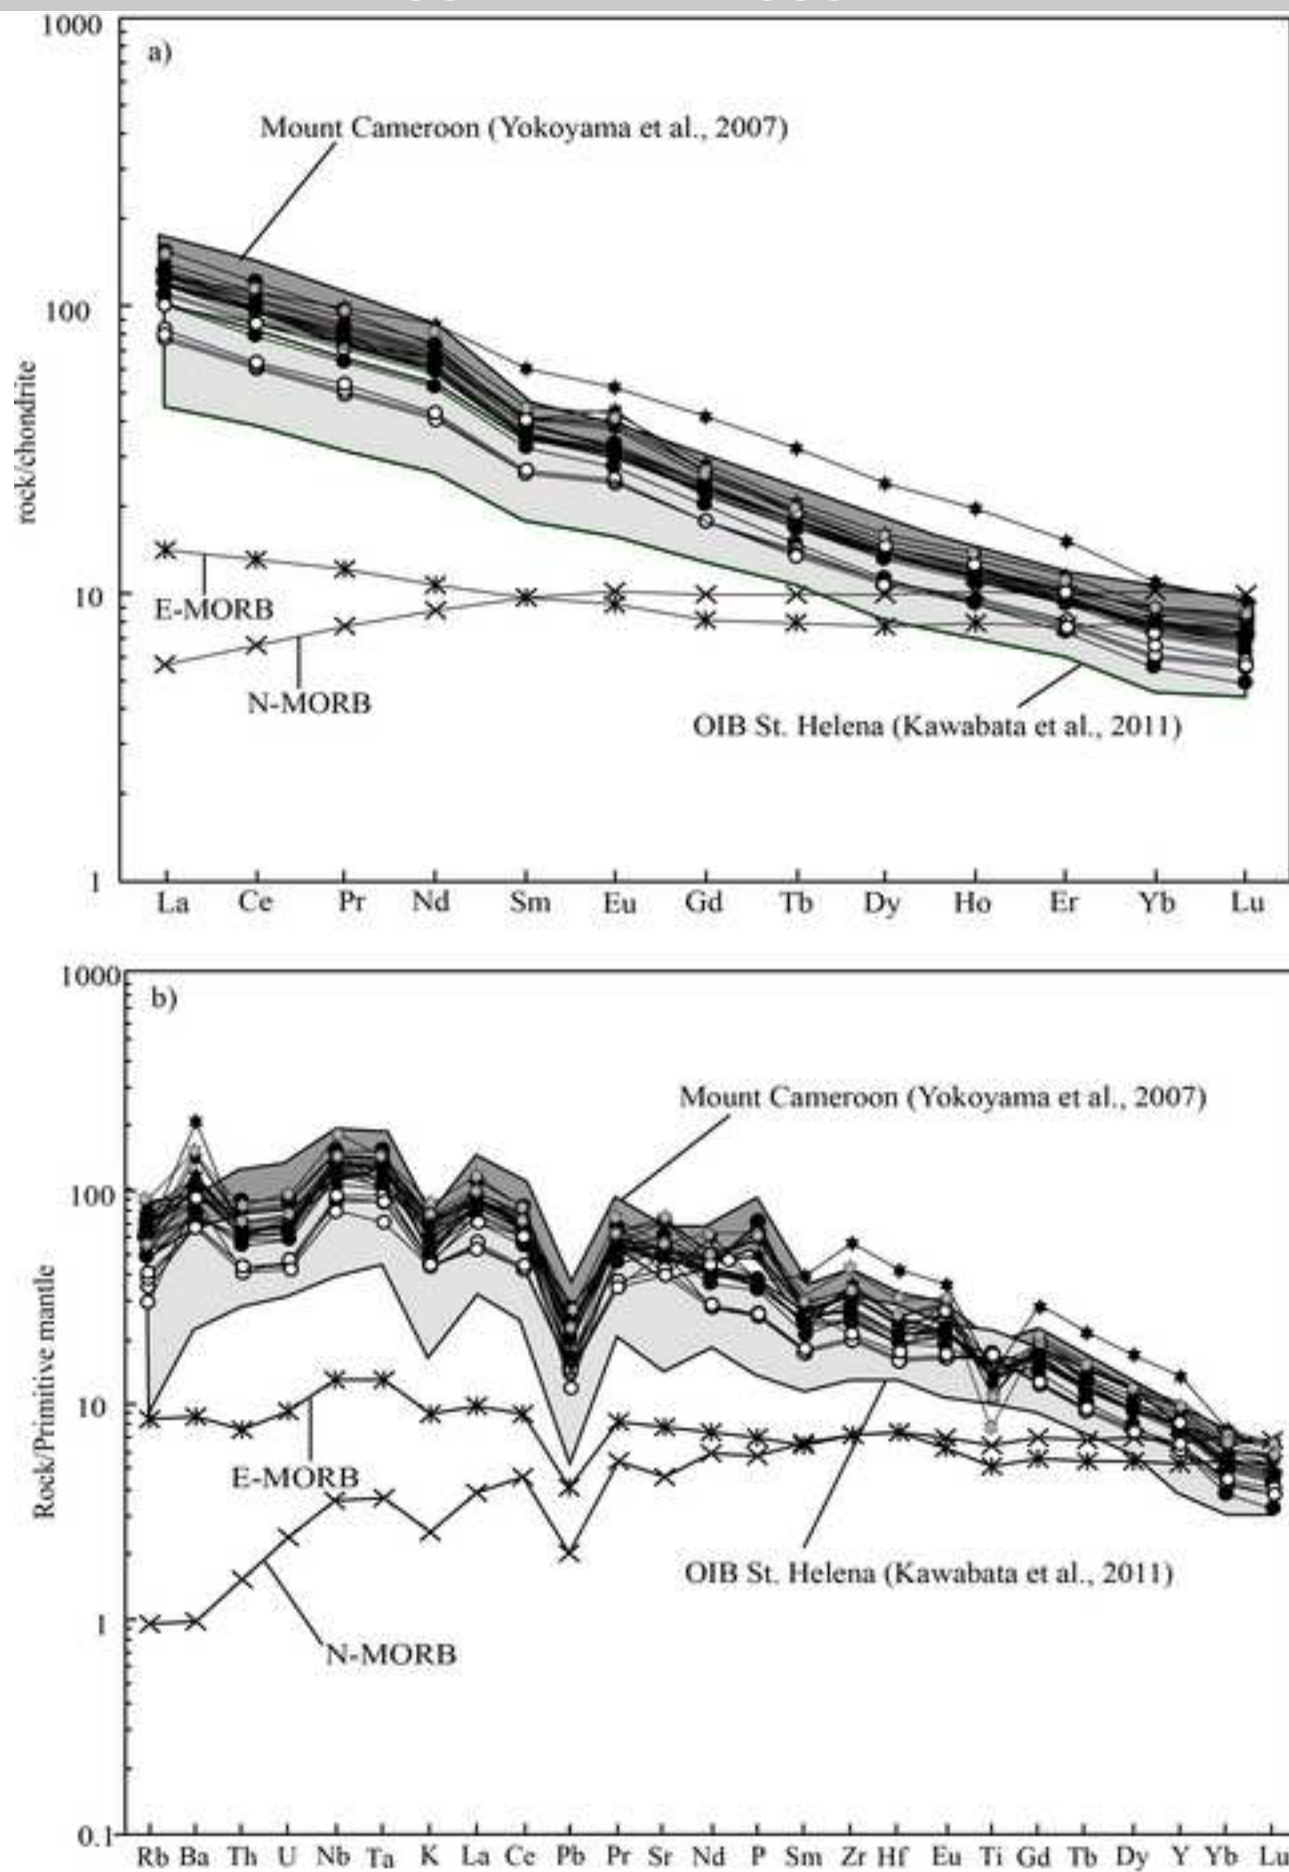 1000
a)
Mount Cameroon (Yokoyama et al., 2007)
100
rock/chondrite
E-MORB
10
N-MORB
OIB St. Helena (Kawabata et al., 2011)
1
La Ce Pr Nd Sm Eu Gd Tb Dy Ho Er Yb Lu
1000
b)
Mount Cameroon (Yokoyama et al., 2007)
100
Rock/Primitive mantle
10
E-MORB
OIB St. Helena (Kawabata et al., 2011)
1
N-MORB
0.1
Rb Ba Th U Nb Ta K La Ce Pb Pr Sr Nd P Sm Zr Hf Eu Ti Gd Tb Dy Y Yb Lu